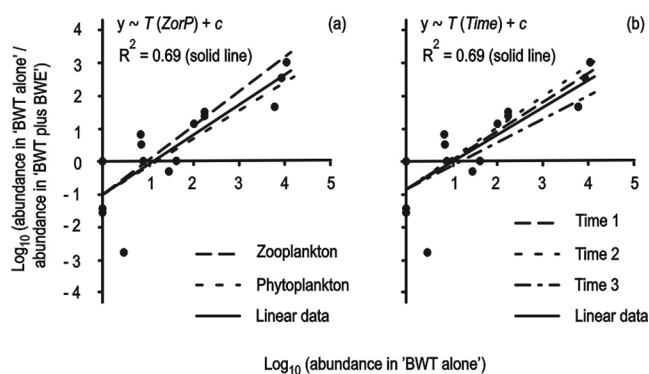 y ~ T (ZorP) + c
(a)
R² = 0.69 (solid line)
4
3
2
1
0
- 1
- 2
- 3
- 4
1 2 3 4 5
Zooplankton
Phytoplankton
Linear data
y ~ T (Time) + c
(b)
R² = 0.69 (solid line)
0
1 2 3 4 5
Time 1
Time 2
Time 3
Linear data
Log₁₀ (abundance in 'BWT alone' /
abundance in 'BWT plus BWE')
Log₁₀ (abundance in 'BWT alone')